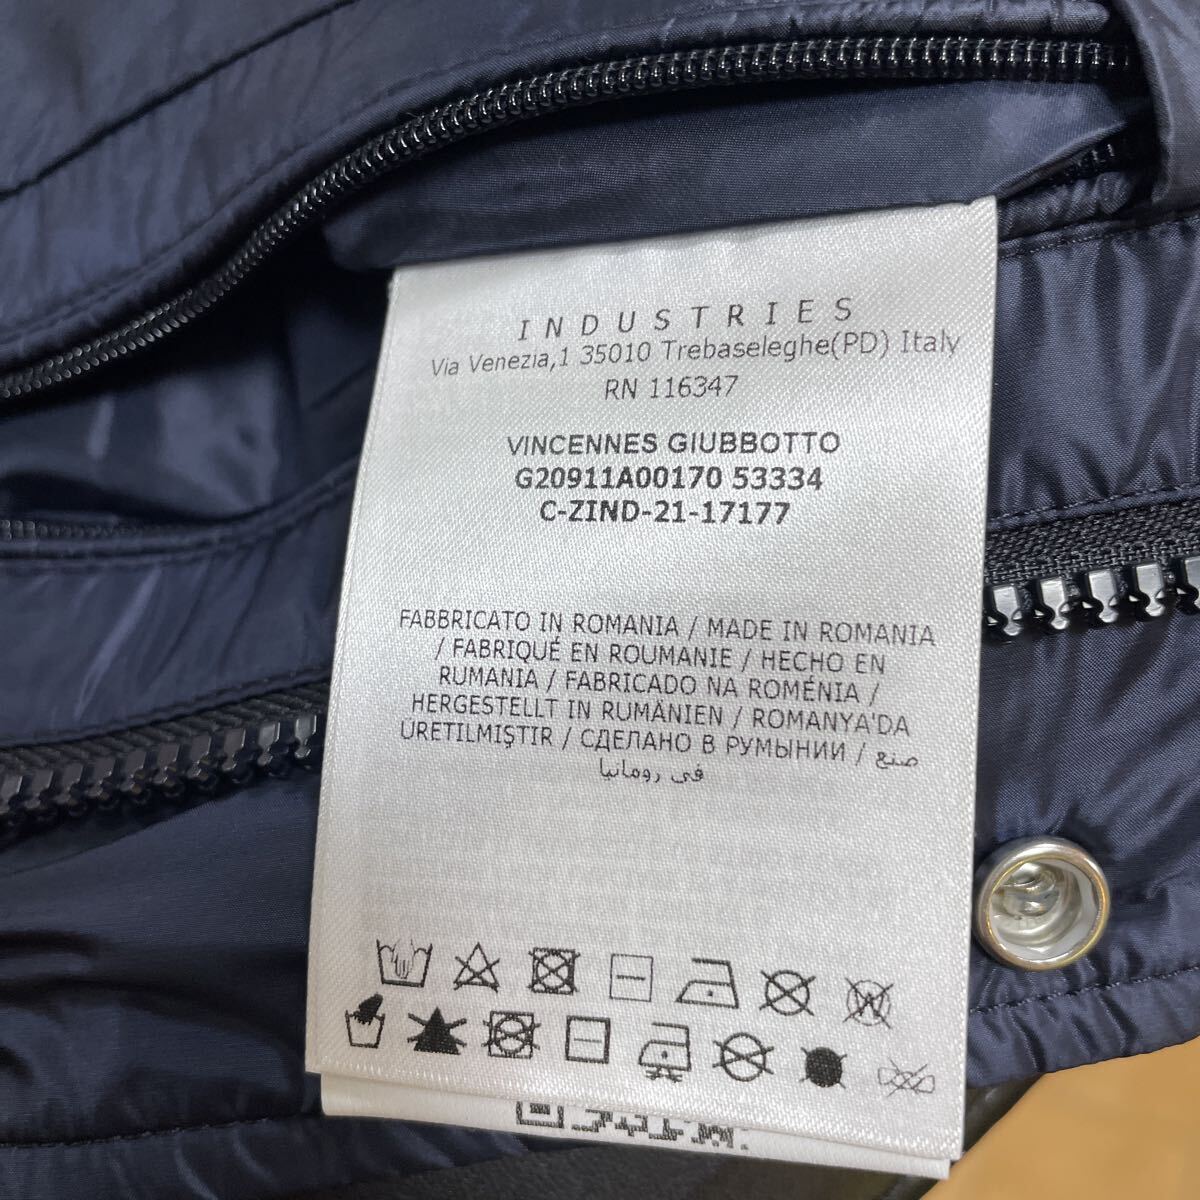 INDUSTRIES
Via Venezia,1 35010 Trebaseleghe(PD) Italy
RN 116347
VINCENNES GIUBBOTTO
G20911A00170 53334
C-ZIND-21-17177
FABBRICATO IN ROMANIA / MADE IN ROMANIA
/ FABRIQUÉ EN ROUMANIE / HECHO EN
RUMANIA / FABRICADO NA ROMÉNIA /
HERGESTELLT IN RUMÄNIEN / ROMANYA'DA
ÜRETILMIŞTIR / СДЕЛАНО В РУМЫНИИ / صنع
في رومانيا
W